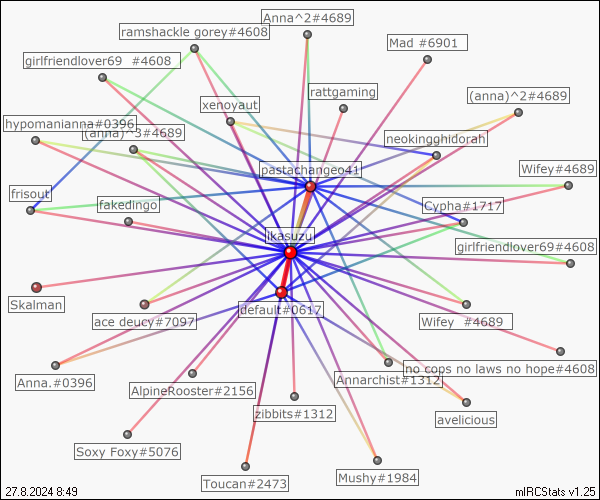 Anna^2#4689
ramshackle gorey#4608
Mad #6901
girlfriendlover69 #4608
rattgaming
(anna)^2#4689
xenoyaut
hypomanianna#0396
(anna)^3#4689
neokingghidorah
pastachangeo41
Wifey#4689
frisout
fakedingo
Cypha#1717
ikasuzu
girlfriendlover69#4608
Skalman
default#0617
ace deucy#7097
Wifey #4689
no cops no laws no hope#4608
Anna.#0396
Annarchist#1312
AlpineRooster#2156
zibbits#1312
avelicious
Soxy Foxy#5076
Toucan#2473
Mushy#1984
27.8.2024 8:49
mIRCStats v1.25